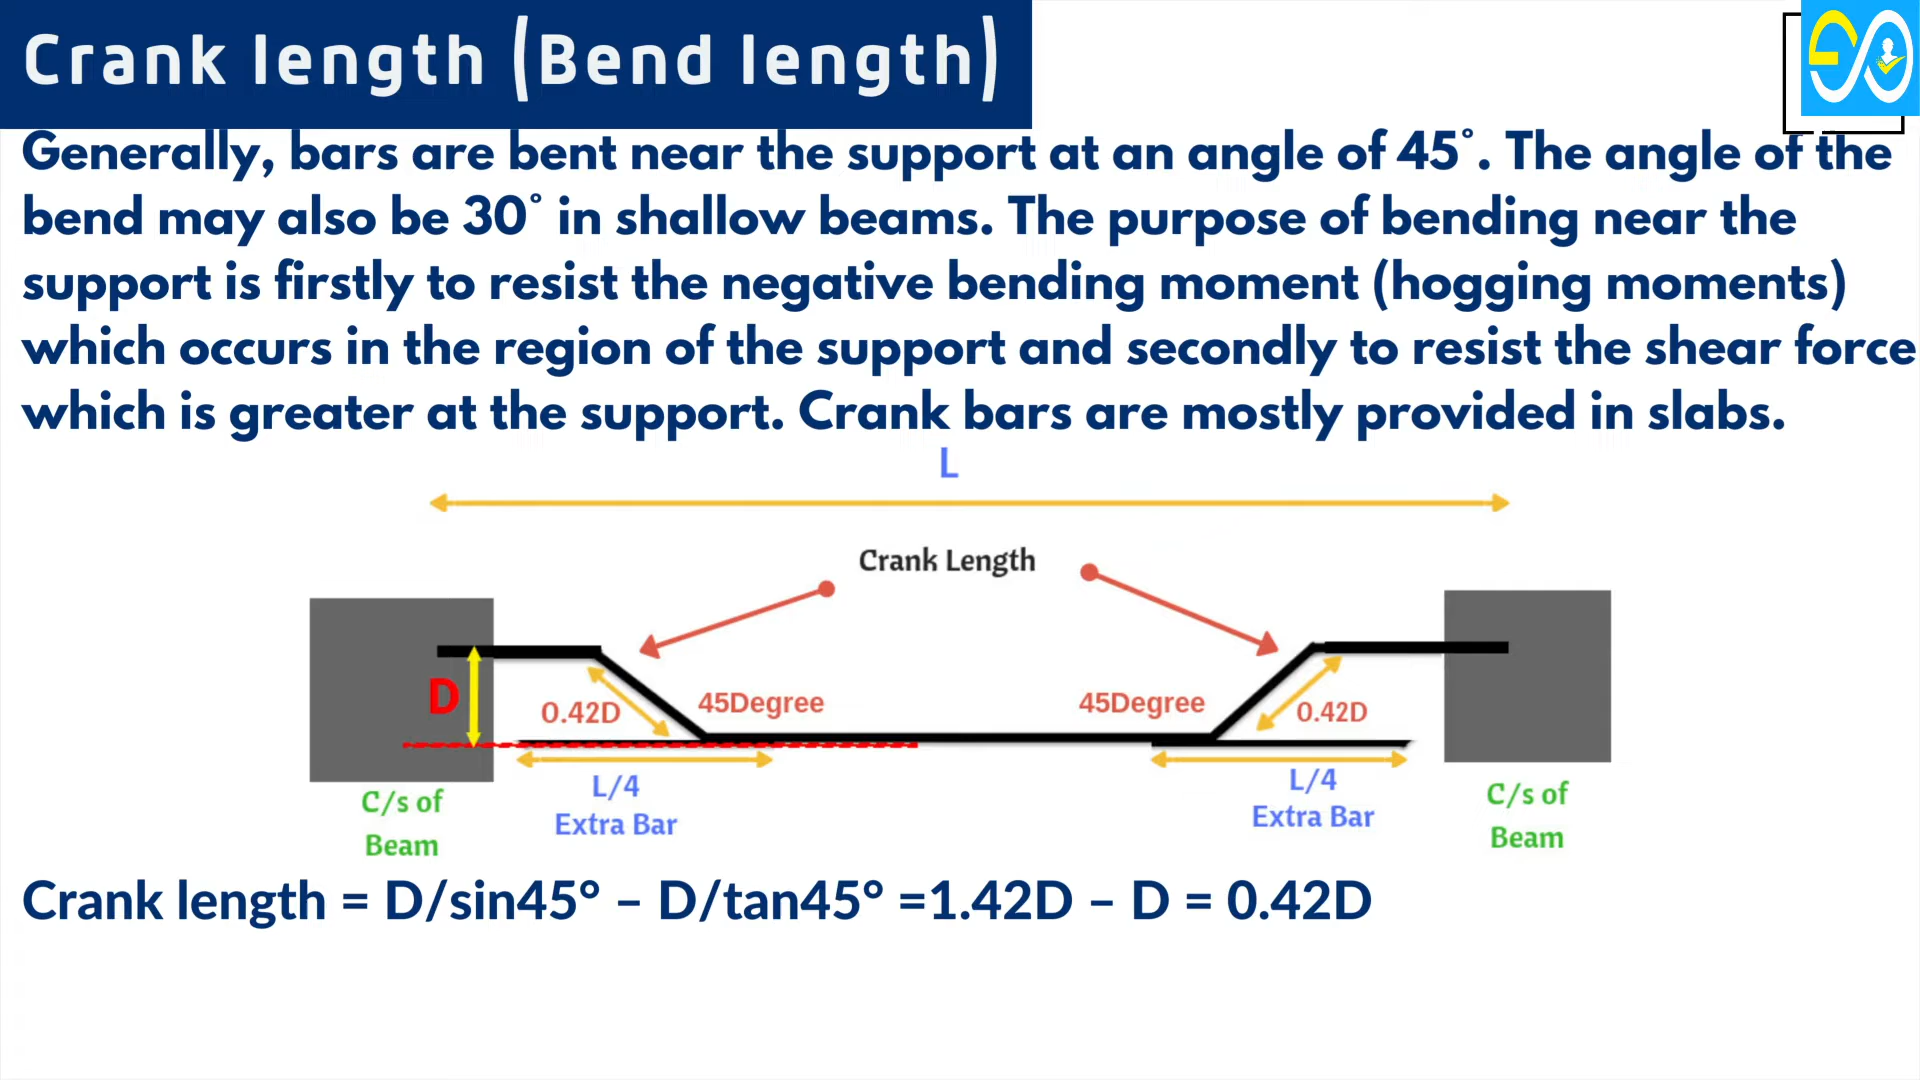 Crank length (Bend length)
Generally, bars are bent near the support at an angle of 45°. The angle of the
bend may also be 30° in shallow beams. The purpose of bending near the
support is firstly to resist the negative bending moment (hogging moments)
which occurs in the region of the support and secondly to resist the shear force
which is greater at the support. Crank bars are mostly provided in slabs.
L
Crank Length
D
0.42D
45Degree
45Degree
0.42D
L/4
Extra Bar
L/4
Extra Bar
C/s of
Beam
C/s of
Beam
Crank length = D/sin45° – D/tan45° =1.42D – D = 0.42D